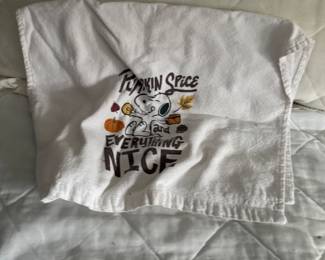 PUMPKIN SPICE
and
EVERYTHING
NICE